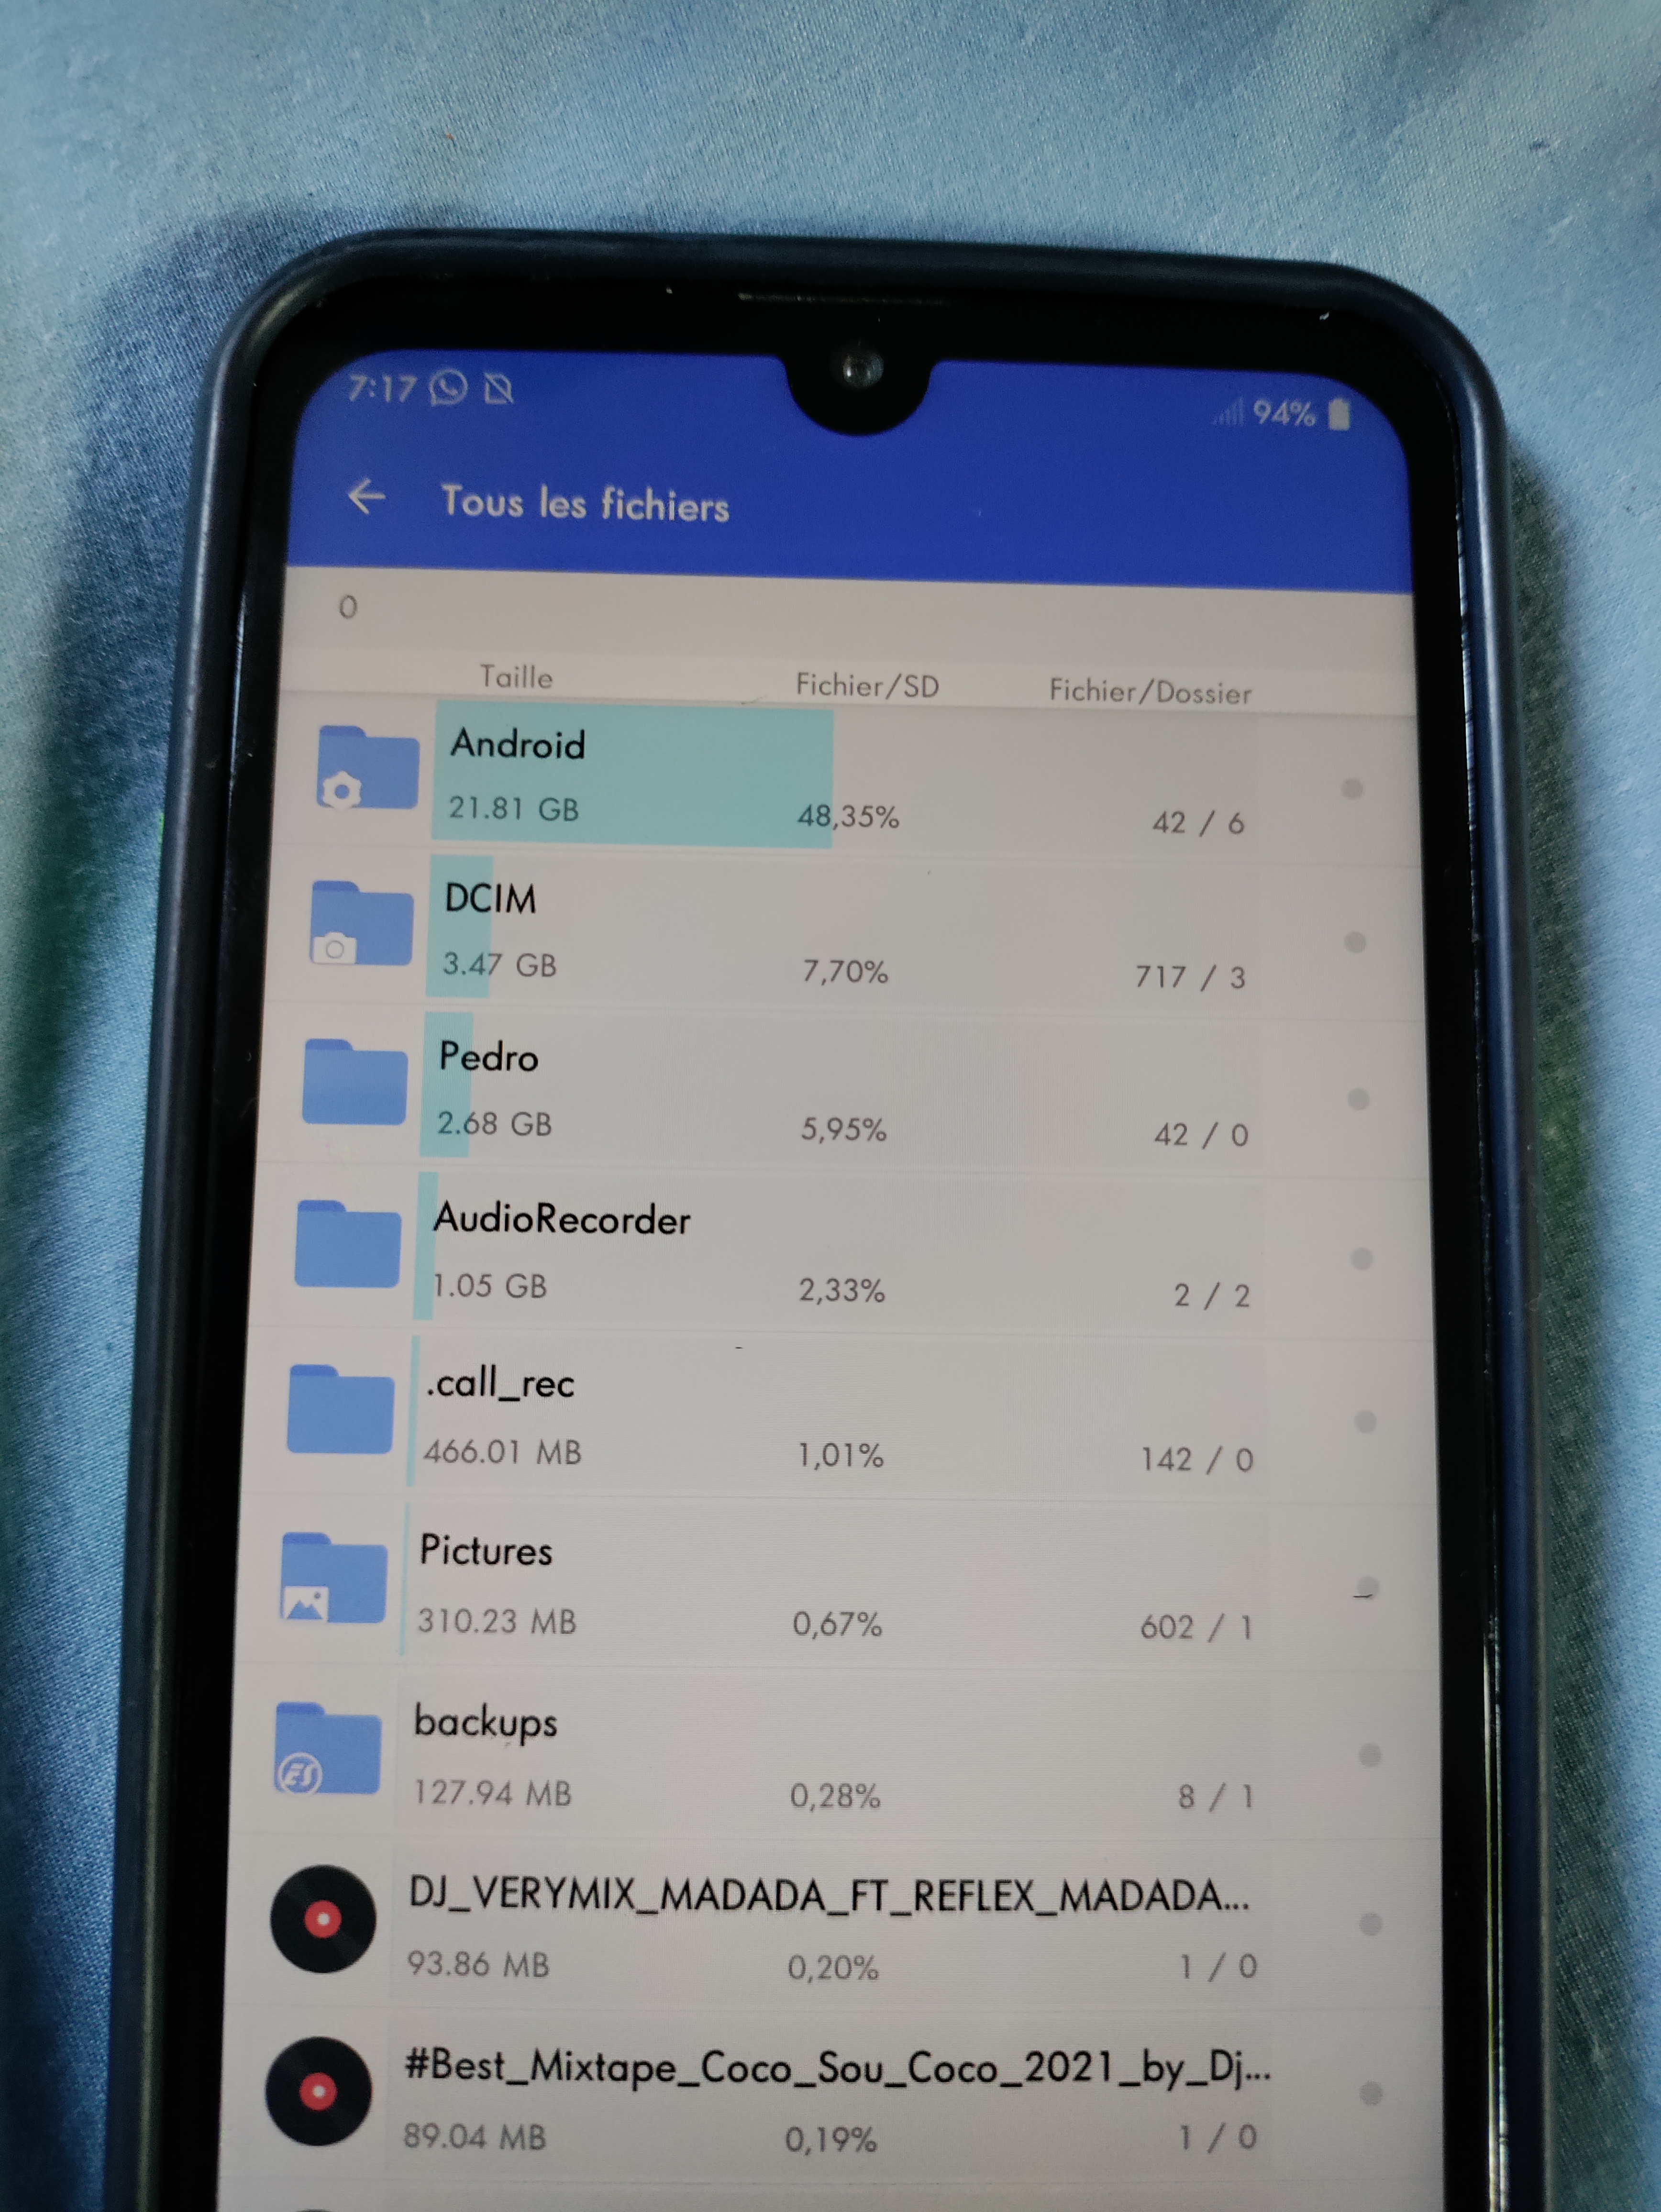 7:17 94%
Tous les fichiers
0
Taille Fichier/SD Fichier/Dossier
Android
21.81 GB 48,35% 42 / 6
DCIM
3.47 GB 7,70% 717 / 3
Pedro
2.68 GB 5,95% 42 / 0
AudioRecorder
1.05 GB 2,33% 2 / 2
.call_rec
466.01 MB 1,01% 142 / 0
Pictures
310.23 MB 0,67% 602 / 1
backups
ES
127.94 MB 0,28% 8 / 1
DJ_VERYMIX_MADADA_FT_REFLEX_MADADA...
93.86 MB 0,20% 1 / 0
#Best_Mixtape_Coco_Sou_Coco_2021_by_Dj...
89.04 MB 0,19% 1 / 0